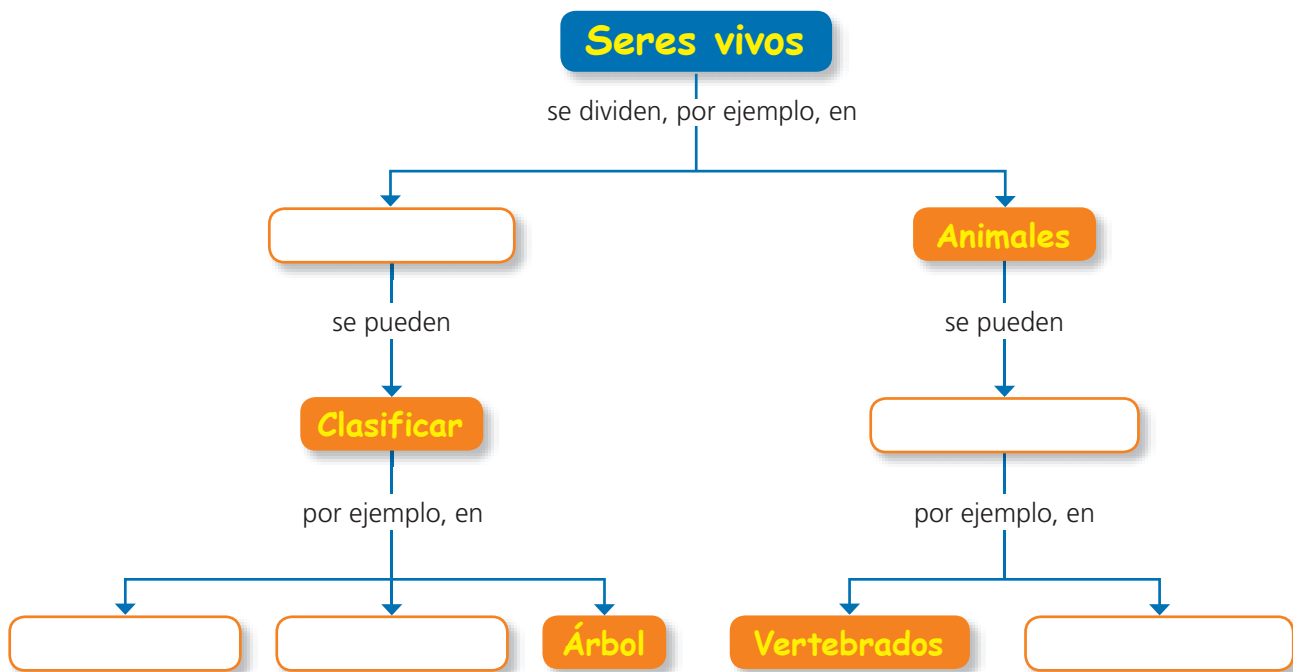 Seres vivos
se dividen, por ejemplo, en
Animales
se pueden
se pueden
Clasificar
por ejemplo, en
por ejemplo, en
Árbol
Vertebrados